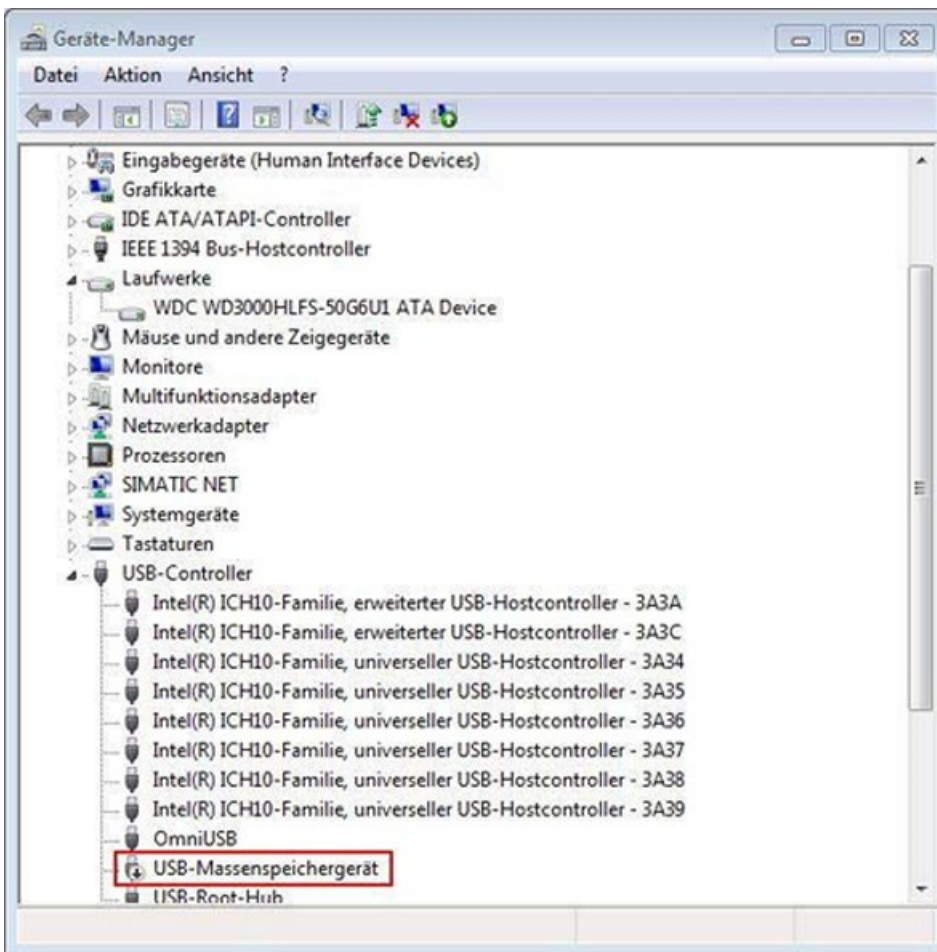 Geräte-Manager
Datei Aktion Ansicht ?
Eingabegeräte (Human Interface Devices)
Grafikkarte
IDE ATA/ATAPI-Controller
IEEE 1394 Bus-Hostcontroller
Laufwerke
WDC WD3000HLFS-50G6U1 ATA Device
Mäuse und andere Zeigegeräte
Monitore
Multifunktionsadapter
Netzwerkadapter
Prozessoren
SIMATIC NET
Systemgeräte
Tastaturen
USB-Controller
Intel(R) ICH10-Familie, erweiterter USB-Hostcontroller - 3A3A
Intel(R) ICH10-Familie, erweiterter USB-Hostcontroller - 3A3C
Intel(R) ICH10-Familie, universeller USB-Hostcontroller - 3A34
Intel(R) ICH10-Familie, universeller USB-Hostcontroller - 3A35
Intel(R) ICH10-Familie, universeller USB-Hostcontroller - 3A36
Intel(R) ICH10-Familie, universeller USB-Hostcontroller - 3A37
Intel(R) ICH10-Familie, universeller USB-Hostcontroller - 3A38
Intel(R) ICH10-Familie, universeller USB-Hostcontroller - 3A39
OmniUSB
USB-Massenspeichergerät
USB-Root-Hub